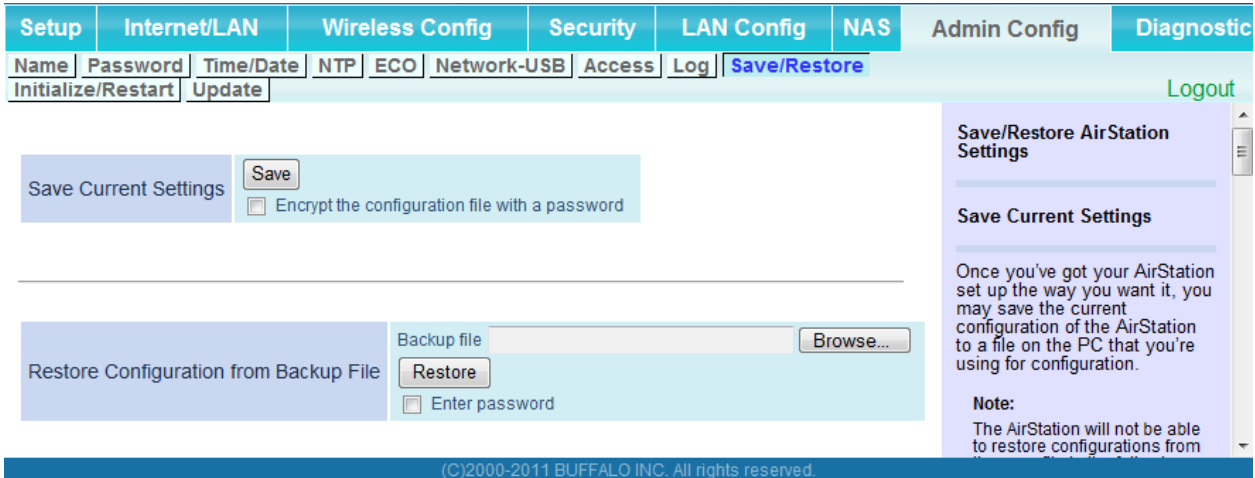 Setup Internet/LAN Wireless Config Security LAN Config NAS Admin Config Diagnostic
Name Password Time/Date NTP ECO Network-USB Access Log Save/Restore
Initialize/Restart Update
Logout
Save Current Settings
Save
Encrypt the configuration file with a password
Restore Configuration from Backup File
Backup file
Browse...
Restore
Enter password
Save/Restore AirStation
Settings
Save Current Settings
Once you've got your AirStation
set up the way you want it, you
may save the current
configuration of the AirStation
to a file on the PC that you're
using for configuration.
Note:
The AirStation will not be able
to restore configurations from
(C)2000-2011 BUFFALO INC. All rights reserved.